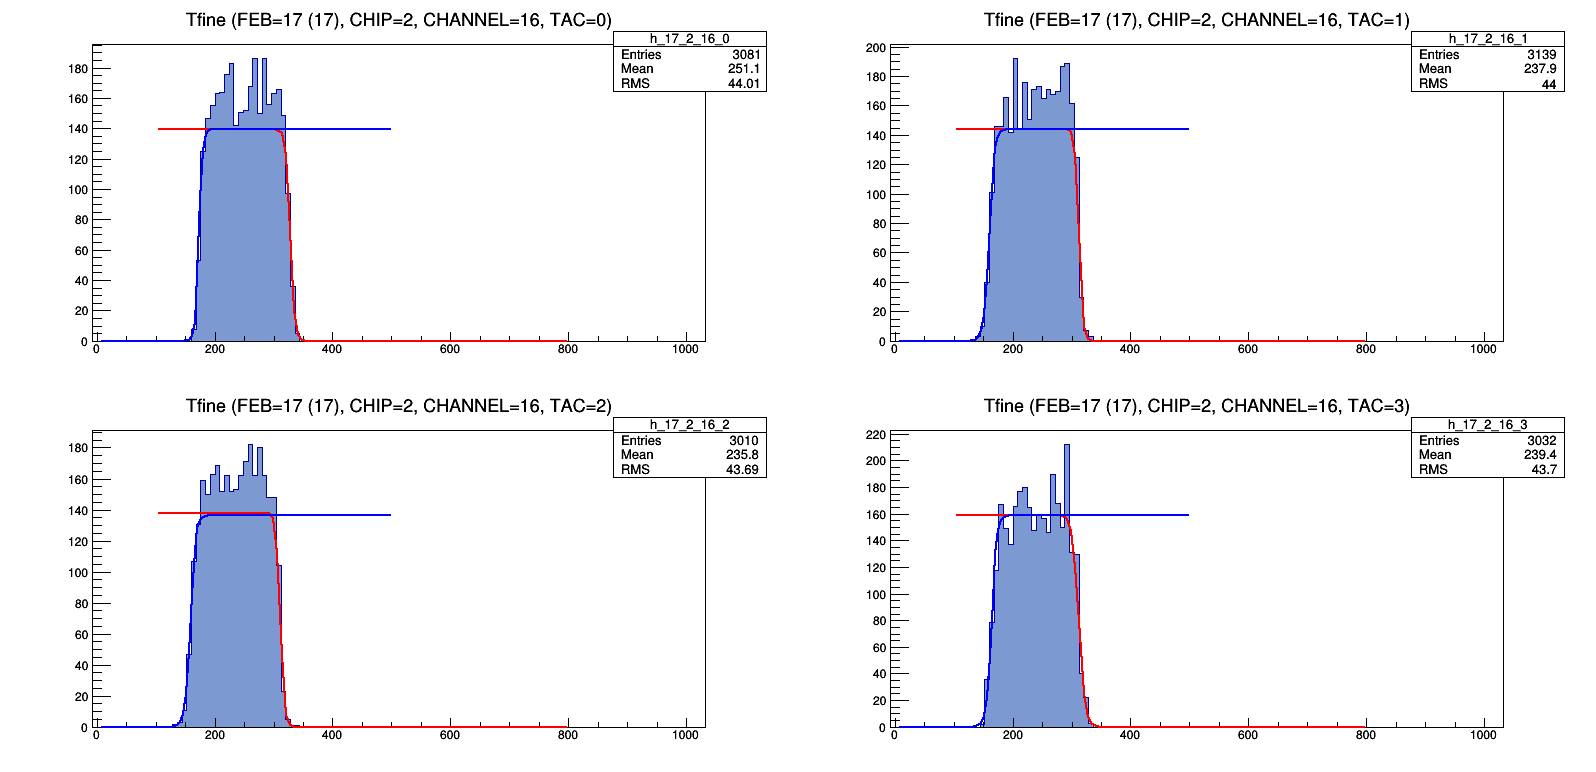 Tfine (FEB=17 (17), CHIP=2, CHANNEL=16, TAC=0)
h_17_2_16_0
Entries 3081
Mean 251.1
RMS 44.01
180
160
140
120
100
80
60
40
20
0
0 200 400 600 800 1000
Tfine (FEB=17 (17), CHIP=2, CHANNEL=16, TAC=1)
h_17_2_16_1
Entries 3139
Mean 237.9
RMS 44
200
180
160
140
120
100
80
60
40
20
0
0 200 400 600 800 1000
Tfine (FEB=17 (17), CHIP=2, CHANNEL=16, TAC=2)
h_17_2_16_2
Entries 3010
Mean 235.8
RMS 43.69
180
160
140
120
100
80
60
40
20
0
0 200 400 600 800 1000
Tfine (FEB=17 (17), CHIP=2, CHANNEL=16, TAC=3)
h_17_2_16_3
Entries 3032
Mean 239.4
RMS 43.7
220
200
180
160
140
120
100
80
60
40
20
0
0 200 400 600 800 1000